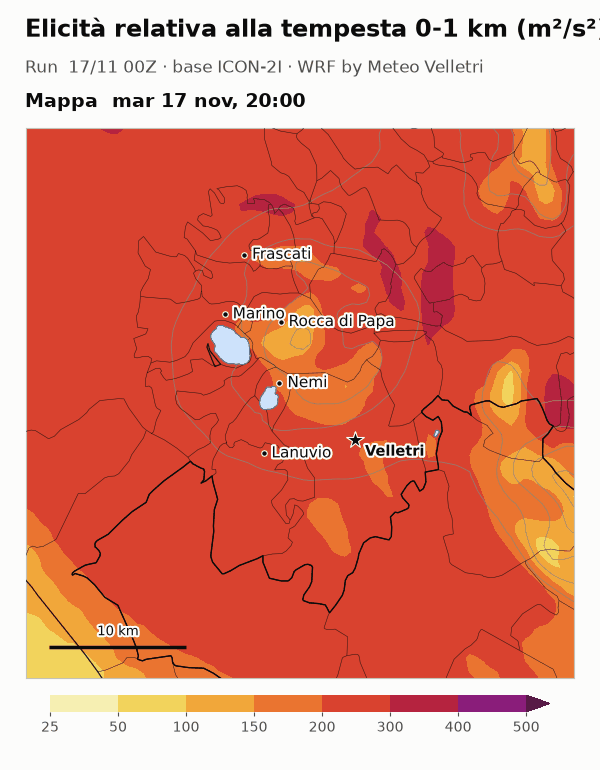 Elicità relativa alla tempesta 0-1 km (m²/s²)
Run 17/11 00Z · base ICON-2I · WRF by Meteo Velletri
Mappa mar 17 nov, 20:00
Frascati
Marino
Rocca di Papa
Nemi
Velletri
Lanuvio
10 km
25 50 100 150 200 300 400 500